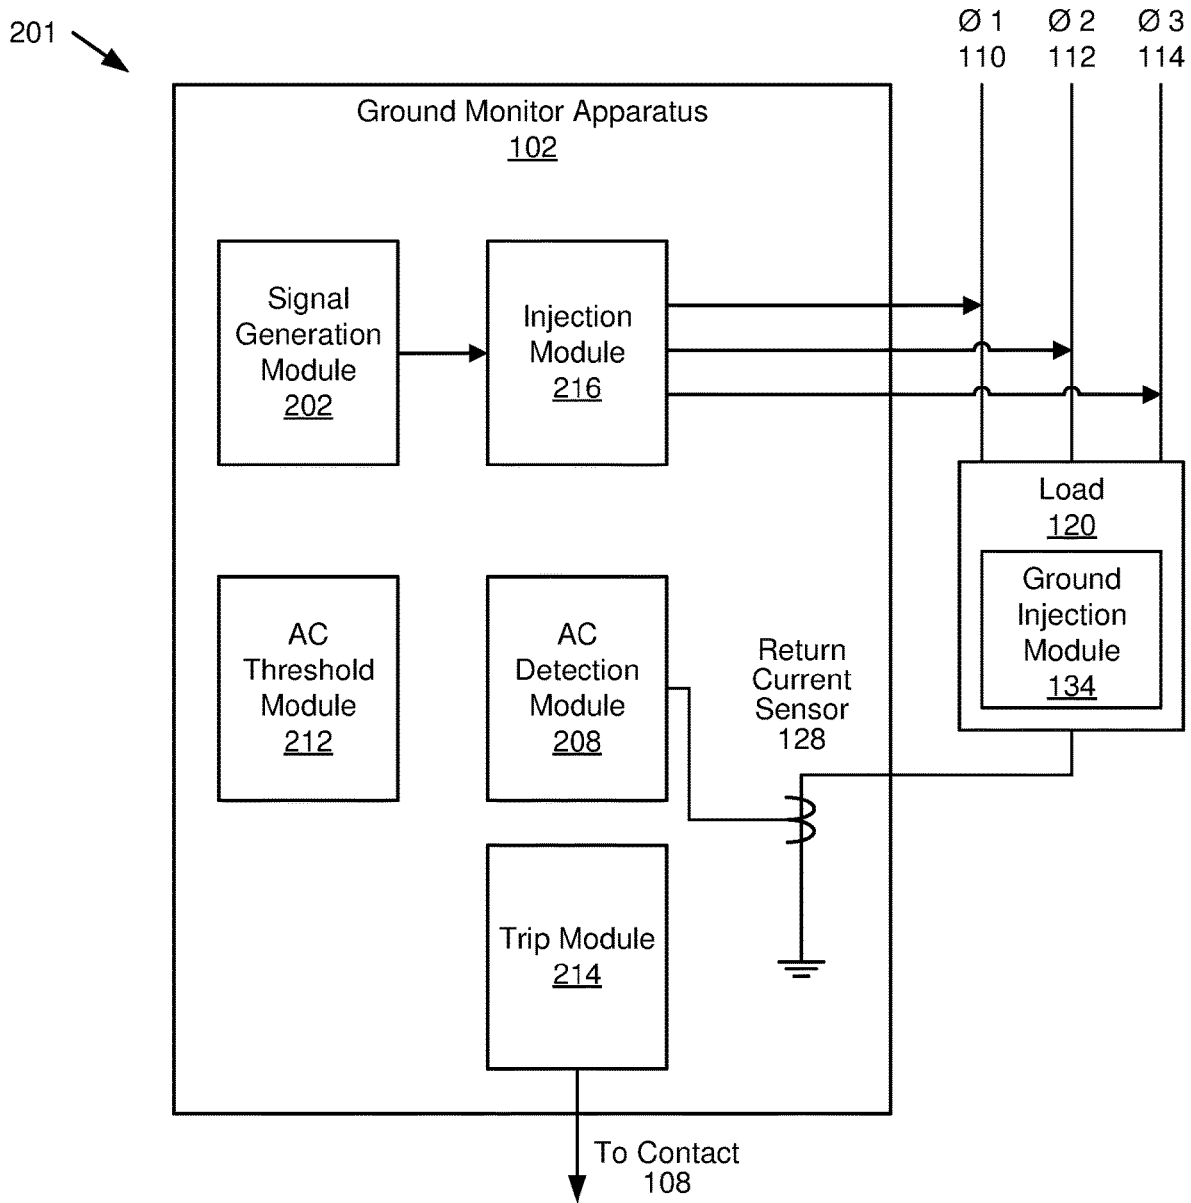 201
Ø 1
110
Ø 2
112
Ø 3
114
Ground Monitor Apparatus
102
Signal
Generation
Module
202
Injection
Module
216
Load
120
Ground
Injection
Module
134
AC
Threshold
Module
212
AC
Detection
Module
208
Return
Current
Sensor
128
Trip Module
214
To Contact
108